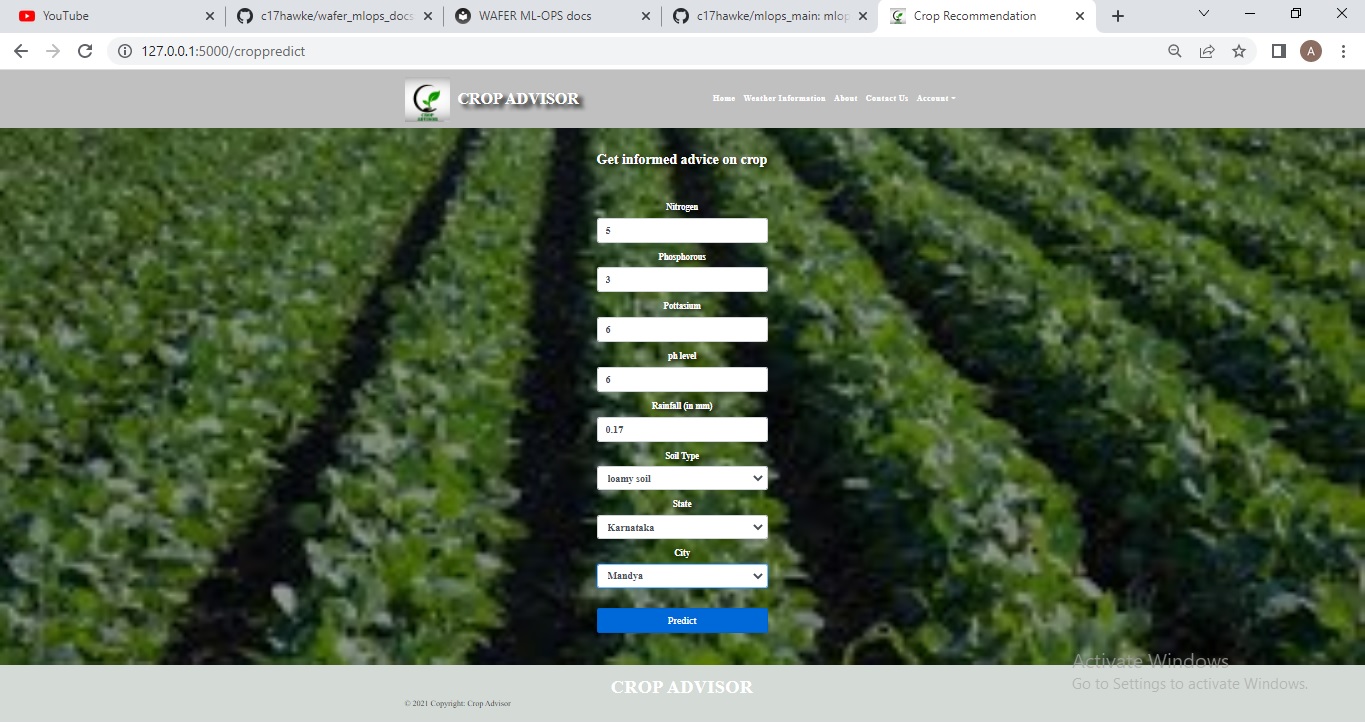 YouTube
c17hawke/wafer_mlops_docs
WAFER ML-OPS docs
c17hawke/mlops_main: mlop
Crop Recommendation
127.0.0.1:5000/croppredict
A
CROP ADVISOR
CROP ADVISOR
Home Weather Information About Contact Us Account
Get informed advice on crop
Nitrogen
5
Phosphorous
3
Pottasium
6
ph level
6
Rainfall (in mm)
0.17
Soil Type
loamy soil
State
Karnataka
City
Mandya
Predict
Activate Windows
Go to Settings to activate Windows.
CROP ADVISOR
© 2021 Copyright: Crop Advisor